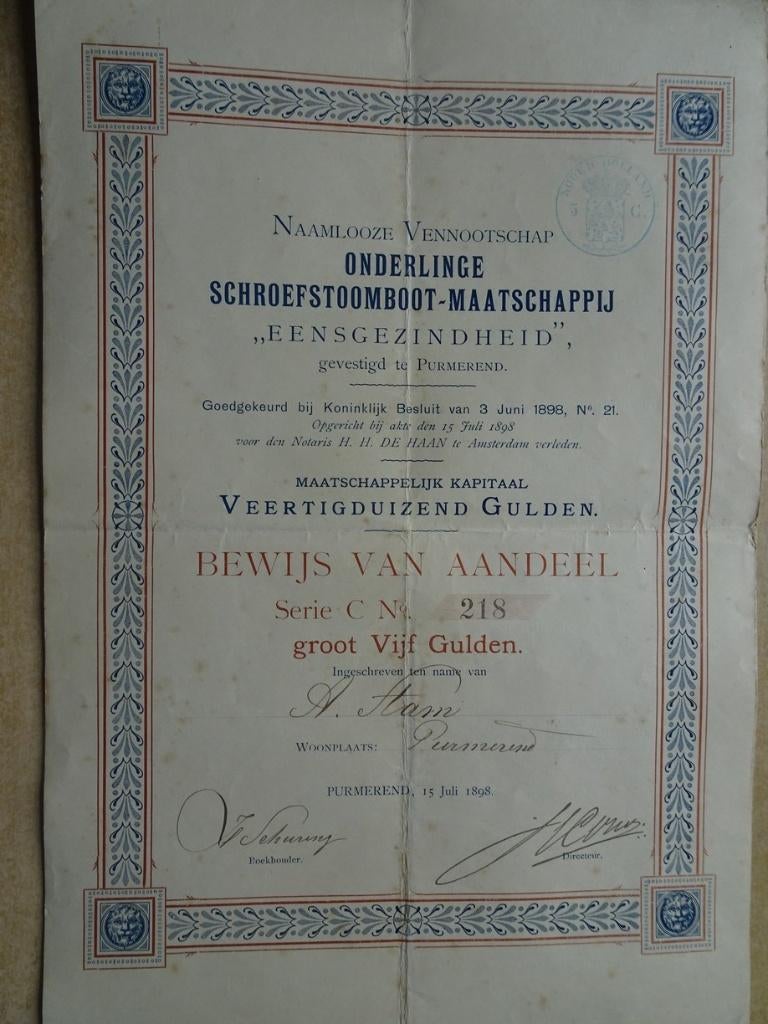 NOORD-HOLLAND
5 C.
NAAMLOOZE VENNOOTSCHAP
ONDERLINGE
SCHROEFSTOOMBOOT-MAATSCHAPPIJ
„EENSGEZINDHEID”,
gevestigd te PURMEREND.
Goedgekeurd bij Koninklijk Besluit van 3 Juni 1898, No. 21.
Opgericht bij akte den 15 Juli 1898
voor den Notaris H. H. DE HAAN te Amsterdam verleden.
MAATSCHAPPELIJK KAPITAAL
VEERTIGDUIZEND GULDEN.
BEWIJS VAN AANDEEL
Serie C No. 218
groot Vijf Gulden.
Ingeschreven ten name van
A. Stam
WOONPLAATS: Purmerend
PURMEREND, 15 Juli 1898.
Boekhouder.
Directeur.